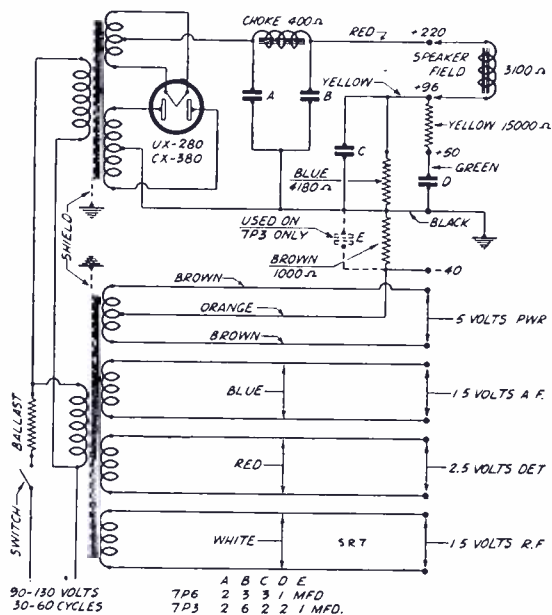 CHOKE 400Ω
RED
+220
SPEAKER
FIELD
3100Ω
+96
YELLOW
A
B
UX-280
CX-380
YELLOW 15000Ω
C
+50
BLUE
4180Ω
GREEN
D
BLACK
USED ON
7P3 ONLY
E
SHIELD
BROWN
1000Ω
-40
BROWN
ORANGE
5 VOLTS PWR
BROWN
BLUE
1.5 VOLTS A.F.
BALLAST
RED
2.5 VOLTS DET
SWITCH
WHITE
SRT
1.5 VOLTS R.F
90-130 VOLTS
30-60 CYCLES
A B C D E
7P6 2 3 3 1 MFD
7P3 2 6 2 2 1 MFD.